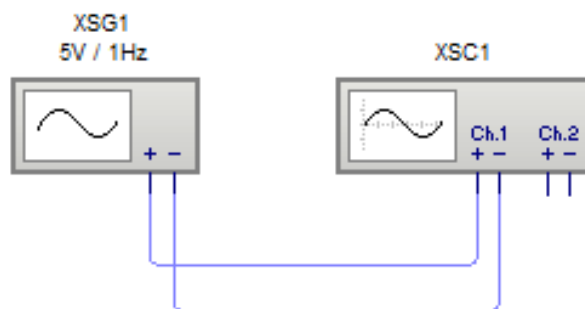 XSG1
5V / 1Hz
+ −
XSC1
Ch.1 Ch.2
+ − + −